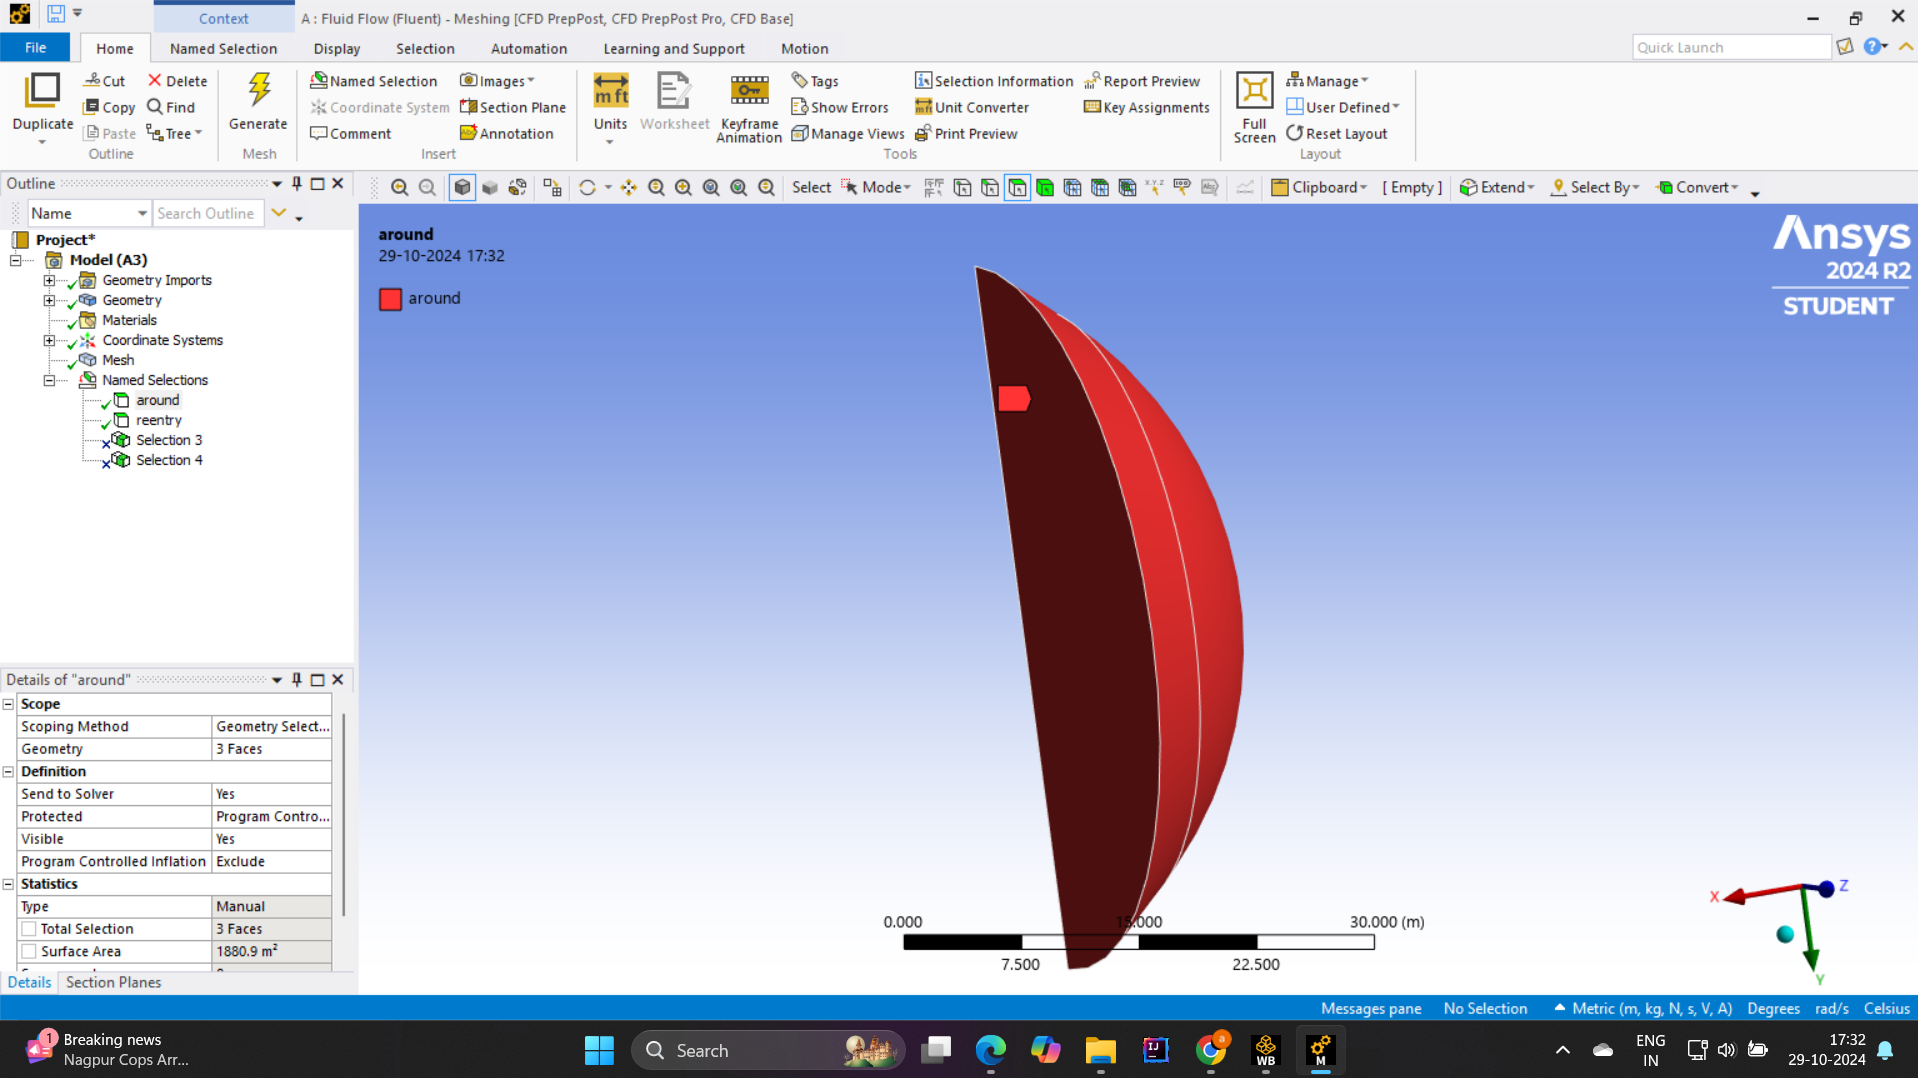 Context
A : Fluid Flow (Fluent) - Meshing [CFD PrepPost, CFD PrepPost Pro, CFD Base]
File Home Named Selection Display Selection Automation Learning and Support Motion
Quick Launch
Duplicate
Cut
Copy
Paste
Delete
Find
Tree
Outline
Generate
Mesh
Named Selection
Coordinate System
Comment
Images
Section Plane
Annotation
Insert
m ft
Units
Worksheet
Keyframe
Animation
Tags
Show Errors
Manage Views
Selection Information
Unit Converter
Print Preview
Report Preview
Key Assignments
Tools
Full
Screen
Manage
User Defined
Reset Layout
Layout
Outline
Name Search Outline
Select Mode Clipboard [ Empty ] Extend Select By Convert
Project*
Model (A3)
Geometry Imports
Geometry
Materials
Coordinate Systems
Mesh
Named Selections
around
reentry
Selection 3
Selection 4
around
29-10-2024 17:32
around
Ansys
2024 R2
STUDENT
0.000 15.000 30.000 (m)
7.500 22.500
X
Z
Y
Details of "around"
Scope
Scoping Method Geometry Select...
Geometry 3 Faces
Definition
Send to Solver Yes
Protected Program Contro...
Visible Yes
Program Controlled Inflation Exclude
Statistics
Type Manual
Total Selection 3 Faces
Surface Area 1880.9 m²
Details Section Planes
Messages pane No Selection Metric (m, kg, N, s, V, A) Degrees rad/s Celsius
1
Breaking news
Nagpur Cops Arr...
Search
IJ
a
WB
M
ENG
IN
17:32
29-10-2024